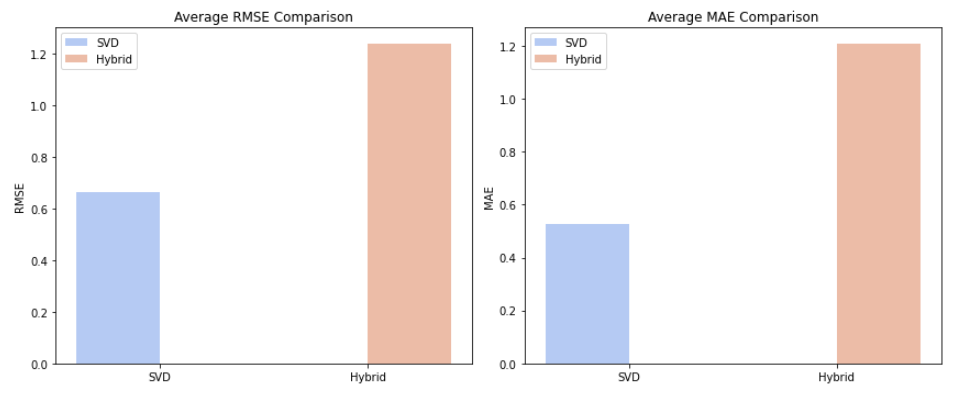 Average RMSE Comparison
SVD
Hybrid
1.2
1.0
0.8
0.6
0.4
0.2
0.0
RMSE
SVD
Hybrid
Average MAE Comparison
SVD
Hybrid
1.2
1.0
0.8
0.6
0.4
0.2
0.0
MAE
SVD
Hybrid